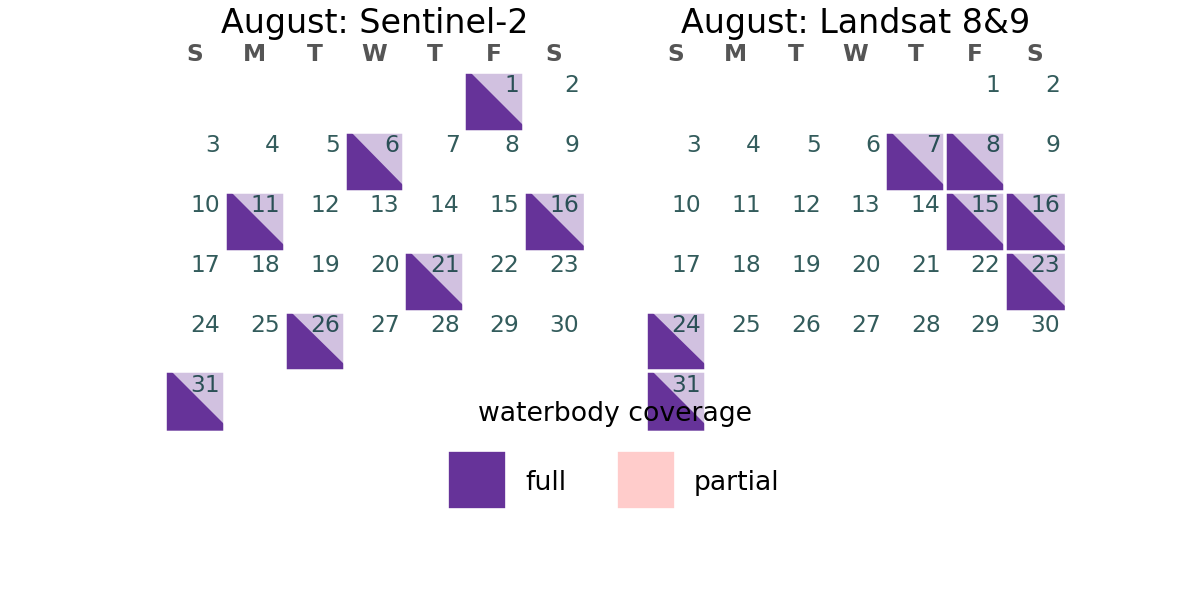 August: Sentinel-2
S M T W T F S
1 2
3 4 5 6 7 8 9
10 11 12 13 14 15 16
17 18 19 20 21 22 23
24 25 26 27 28 29 30
31
August: Landsat 8&9
S M T W T F S
1 2
3 4 5 6 7 8 9
10 11 12 13 14 15 16
17 18 19 20 21 22 23
24 25 26 27 28 29 30
31
waterbody coverage
full
partial